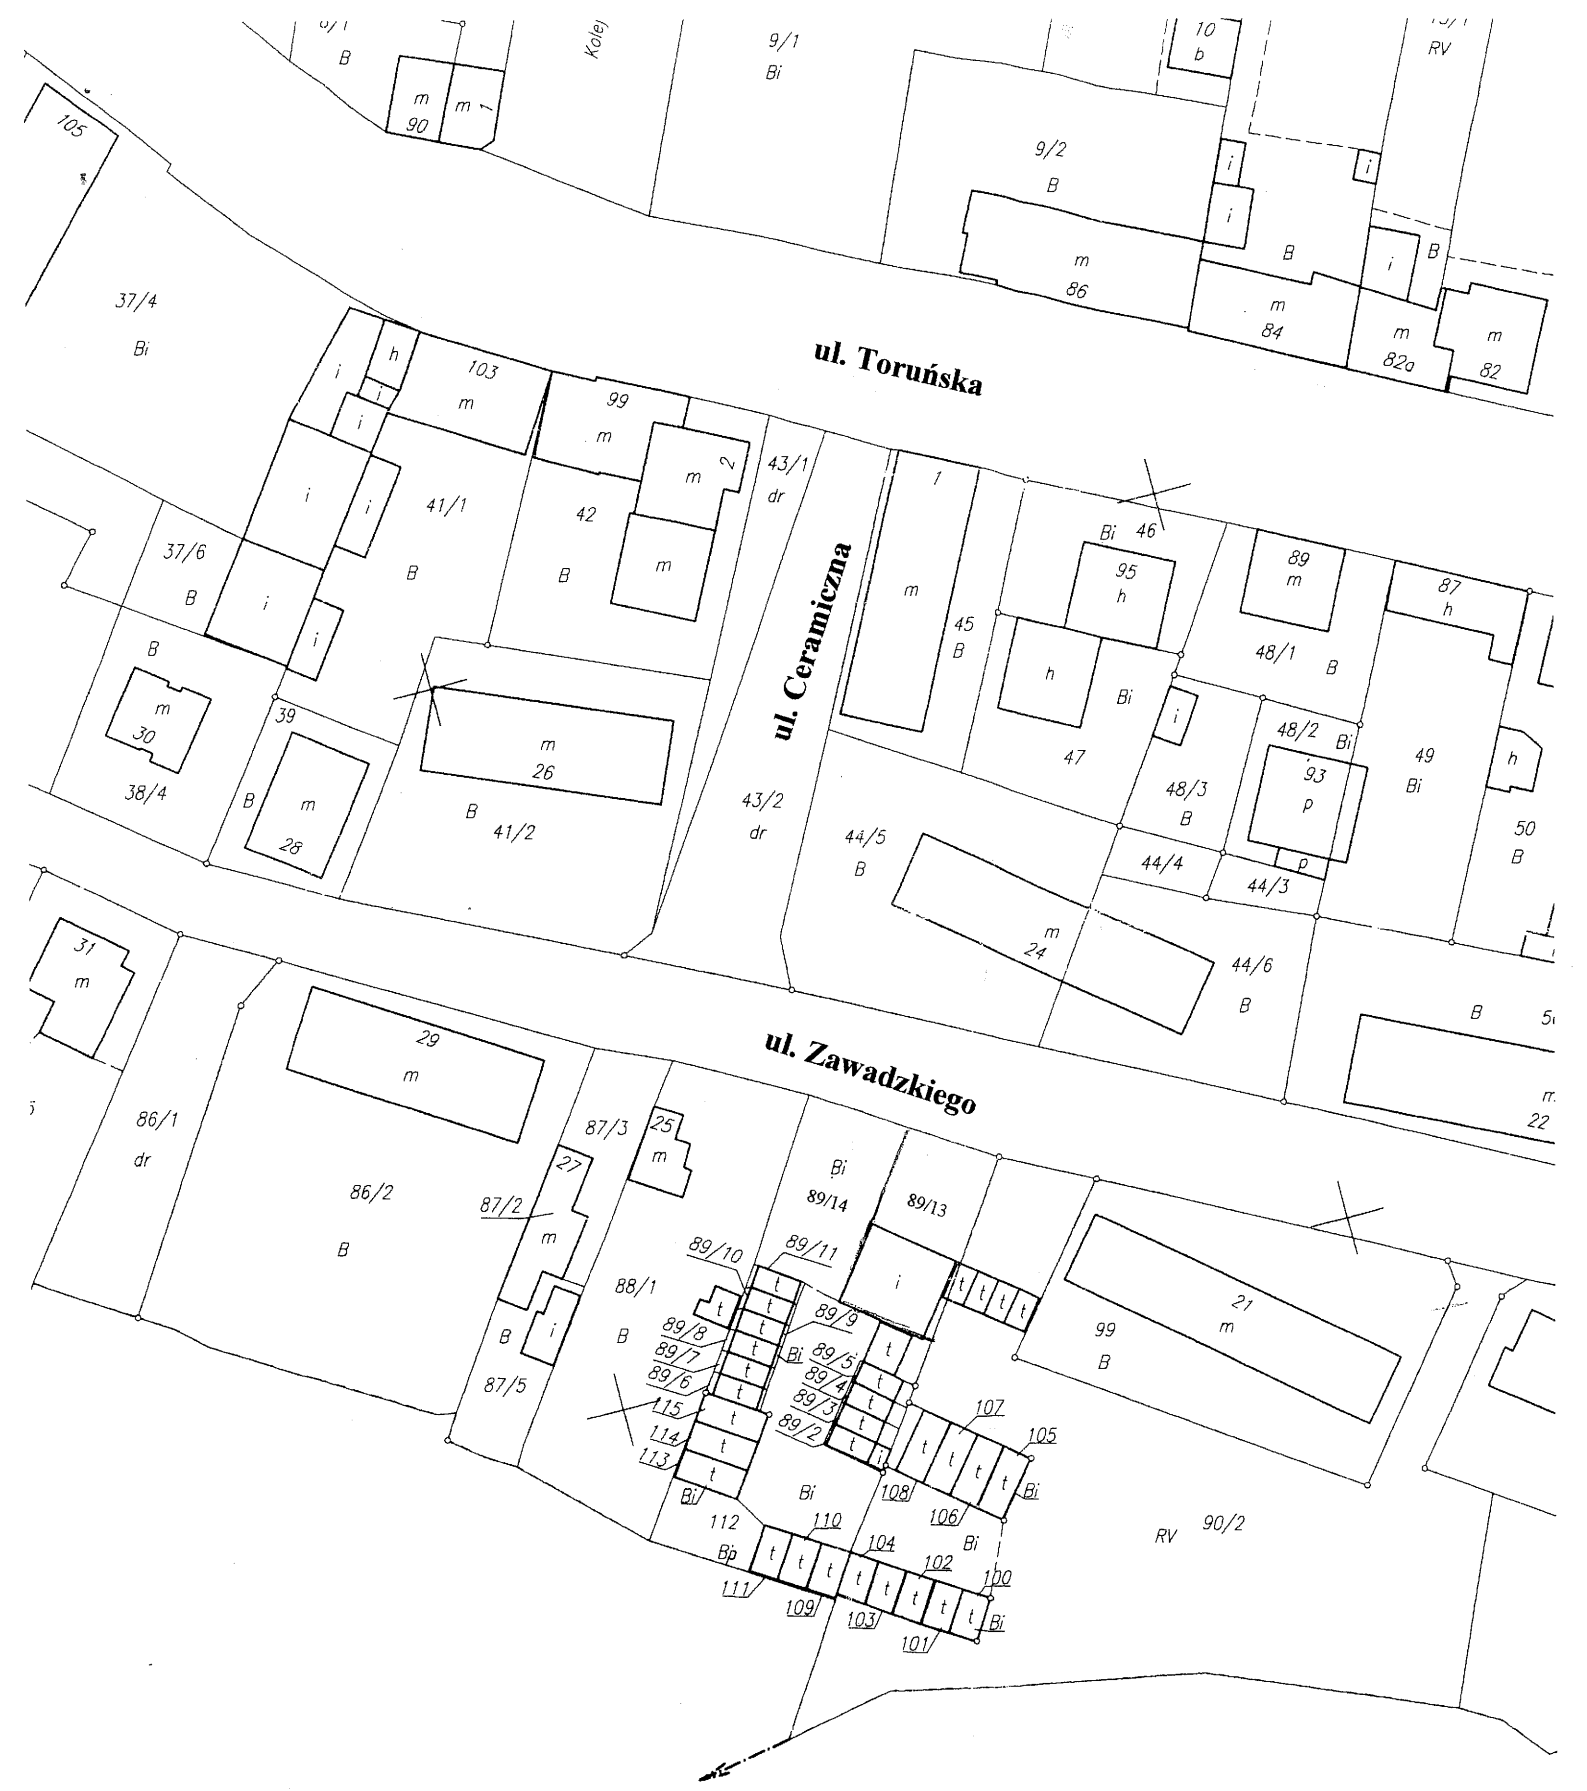 B
m
90
m
1
Kolej
9/1
Bi
10
b
RV
105
9/2
B
i
i
i
B
i
B
m
86
m
84
m
82a
m
82
37/4
Bi
ul. Toruńska
i
h
i
i
103
m
99
m
m
2
43/1
dr
i
i
41/1
B
42
B
m
37/6
B
i
i
ul. Ceramiczna
1
m
45
B
Bi
46
95
h
89
m
87
h
48/1
B
h
Bi
47
i
B
m
30
38/4
39
B
m
28
m
26
B
41/2
43/2
dr
48/2
Bi
93
p
p
48/3
B
49
Bi
h
50
B
44/5
B
44/4
44/3
m
24
44/6
B
B
m
22
31
m
29
m
ul. Zawadzkiego
86/1
dr
86/2
B
87/3
25
m
27
87/2
m
Bi
89/14
89/13
i
t
t
t
t
21
m
99
B
89/10
89/11
88/1
B
t
t
t
t
t
t
t
89/9
89/8
89/7
89/6
Bi
89/5
89/4
89/3
89/2
t
t
t
t
t
i
B
i
87/5
115
114
113
t
t
t
Bi
Bi
107
105
t
t
t
t
Bi
108
106
112
Bp
110
104
102
100
t
t
t
t
t
t
t
t
Bi
Bi
111
109
103
101
RV
90/2